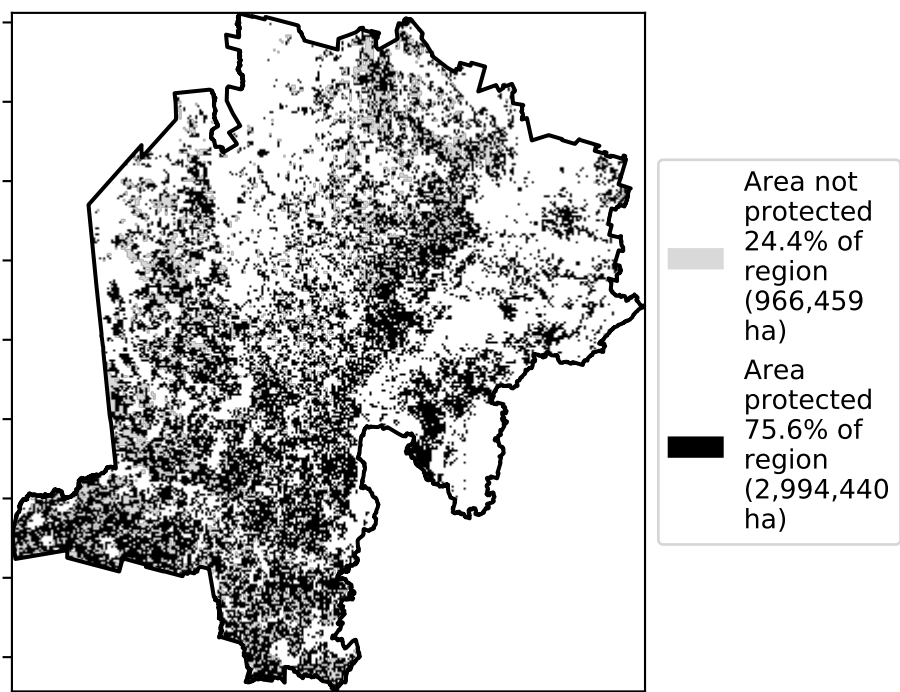 Area not
protected
24.4% of
region
(966,459
ha)
Area
protected
75.6% of
region
(2,994,440
ha)